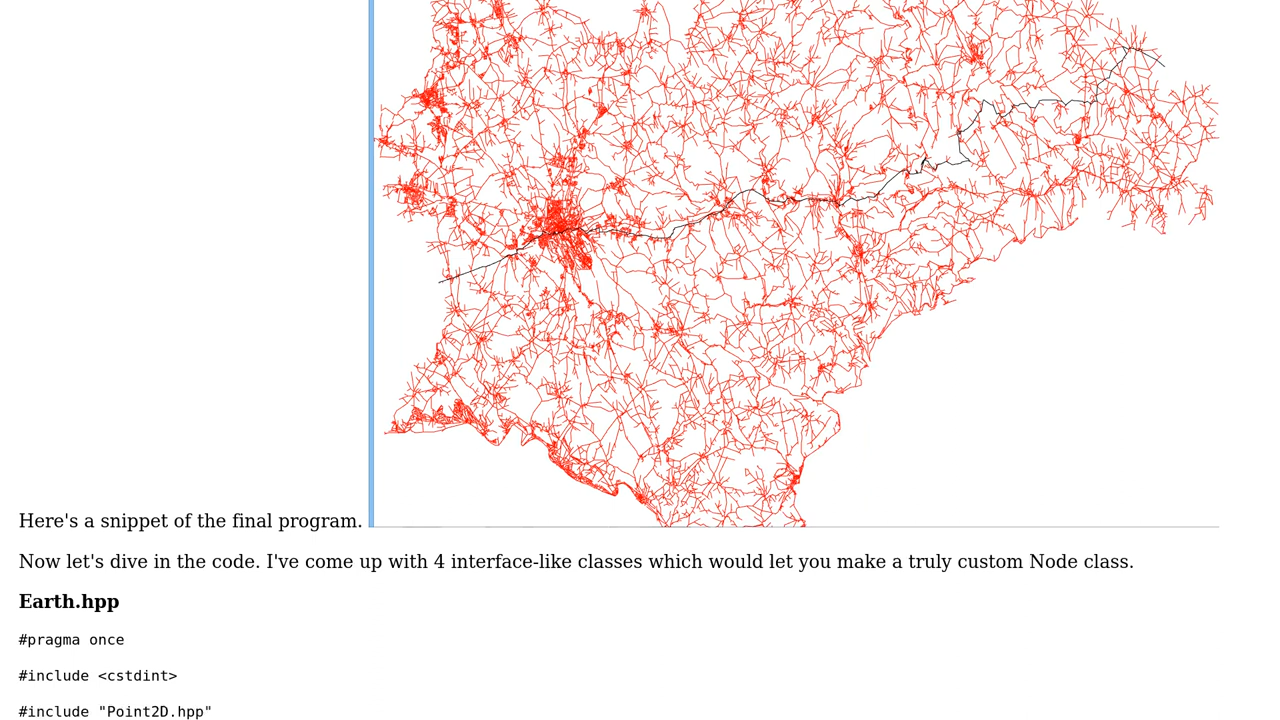 Here's a snippet of the final program.
Now let's dive in the code. I've come up with 4 interface-like classes which would let you make a truly custom Node class.
Earth.hpp
#pragma once
#include <cstdint>
#include "Point2D.hpp"